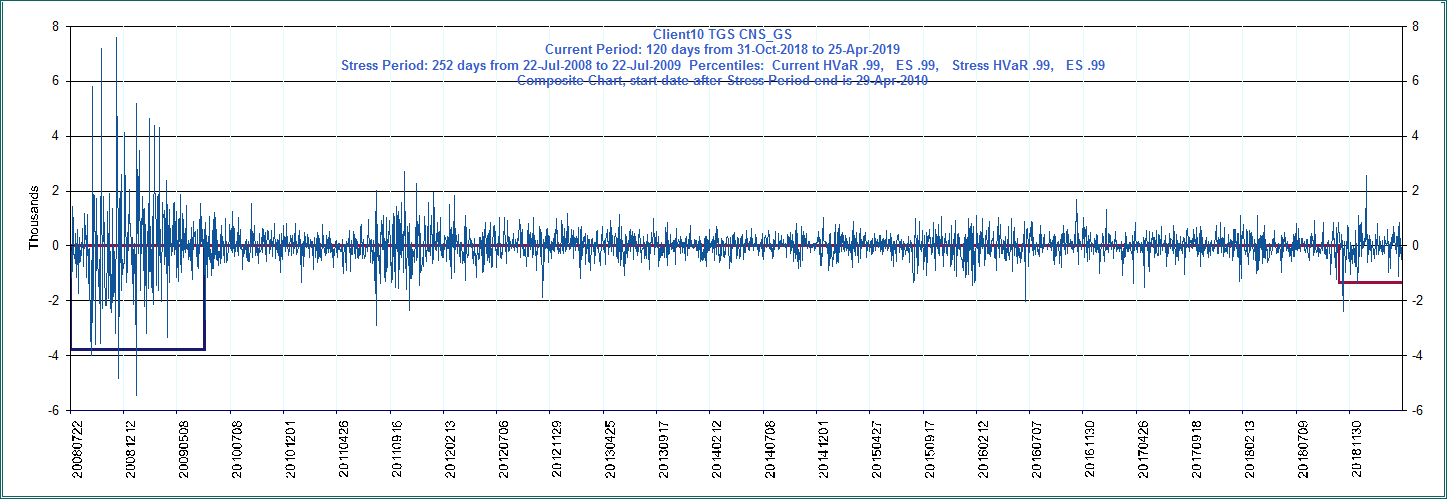 Client10 TGS CNS_GS
Current Period: 120 days from 31-Oct-2018 to 25-Apr-2019
Stress Period: 252 days from 22-Jul-2008 to 22-Jul-2009 Percentiles: Current HVaR .99, ES .99, Stress HVaR .99, ES .99
Composite Chart, start date after Stress Period end is 29-Apr-2010
8 8
6 6
4 4
2 2
Thousands
0 0
-2 -2
-4 -4
-6 -6
20080722 20081212 20090508 20100708 20101201 20110426 20110916 20120213 20120706 20121129 20130425 20130917 20140212 20140708 20141201 20150427 20150917 20160212 20160707 20161130 20170426 20170918 20180213 20180709 20181130